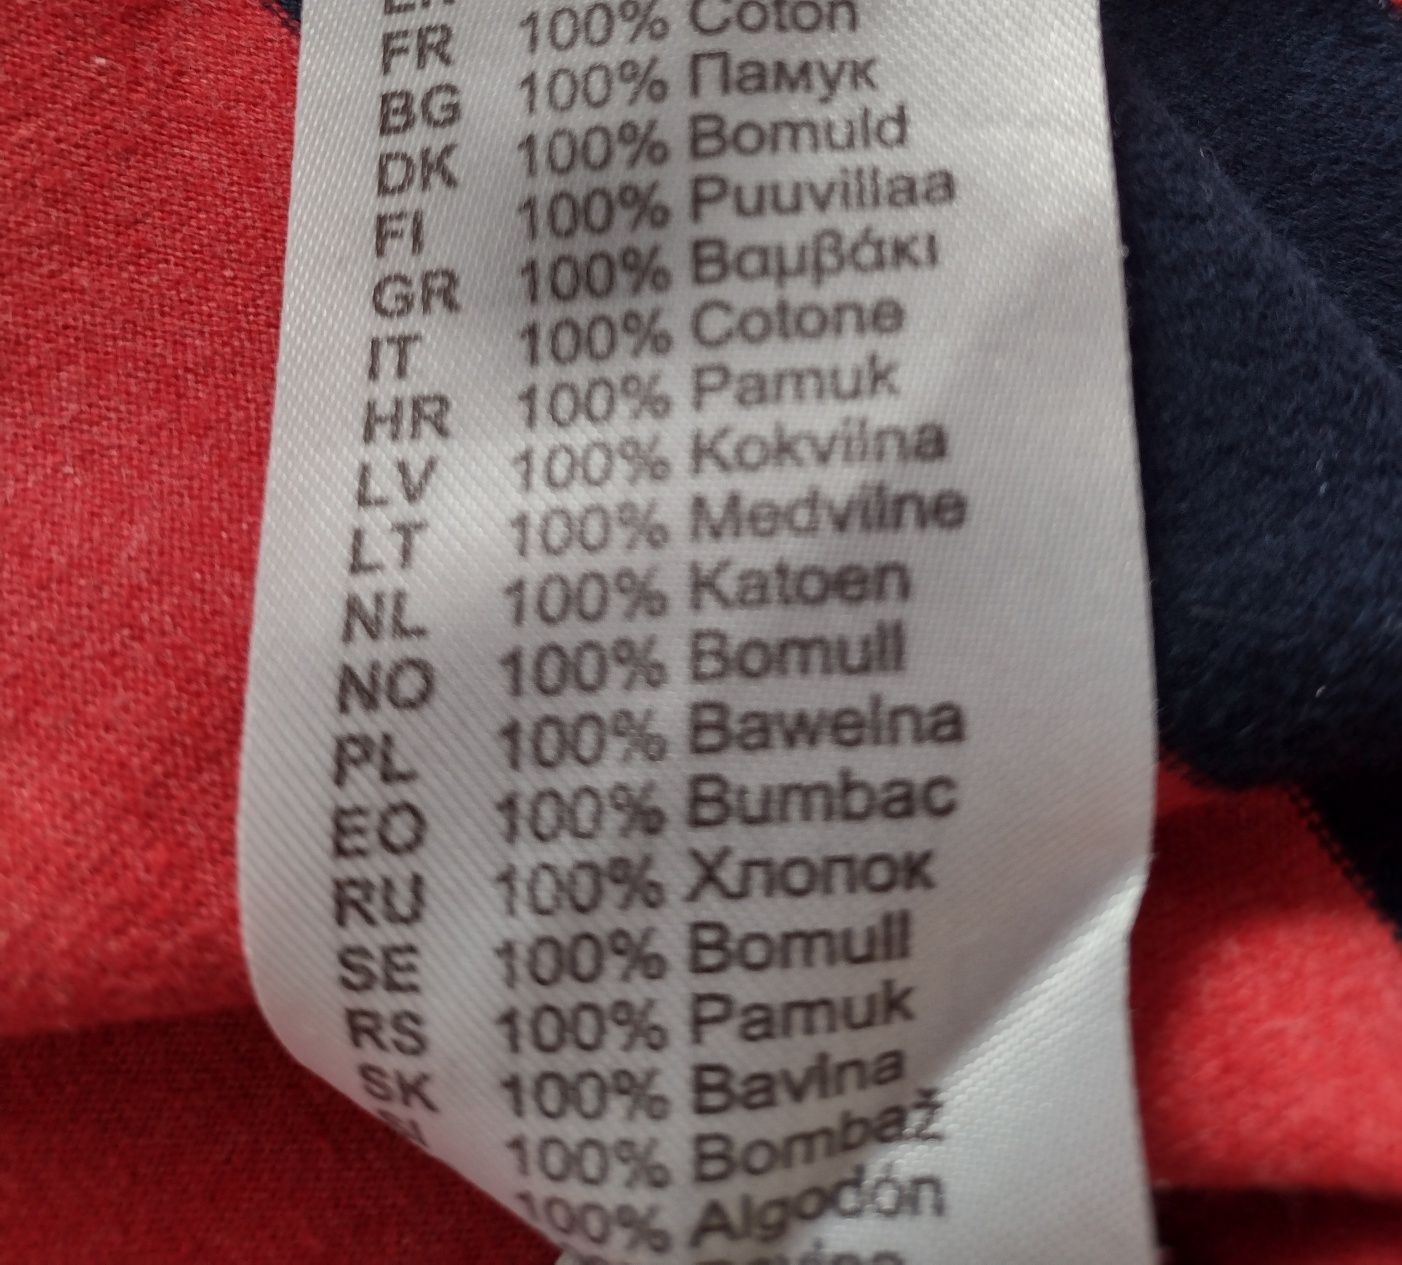 FR 100% Coton
BG 100% Памук
DK 100% Bomuld
FI 100% Puuvillaa
GR 100% Βαμβάκι
IT 100% Cotone
HR 100% Pamuk
LV 100% Kokvilna
LT 100% Medvilne
NL 100% Katoen
NO 100% Bomull
PL 100% Bawelna
EO 100% Bumbac
RU 100% Хлопок
SE 100% Bomull
RS 100% Pamuk
SK 100% Bavlna
100% Bombaž
100% Algodón